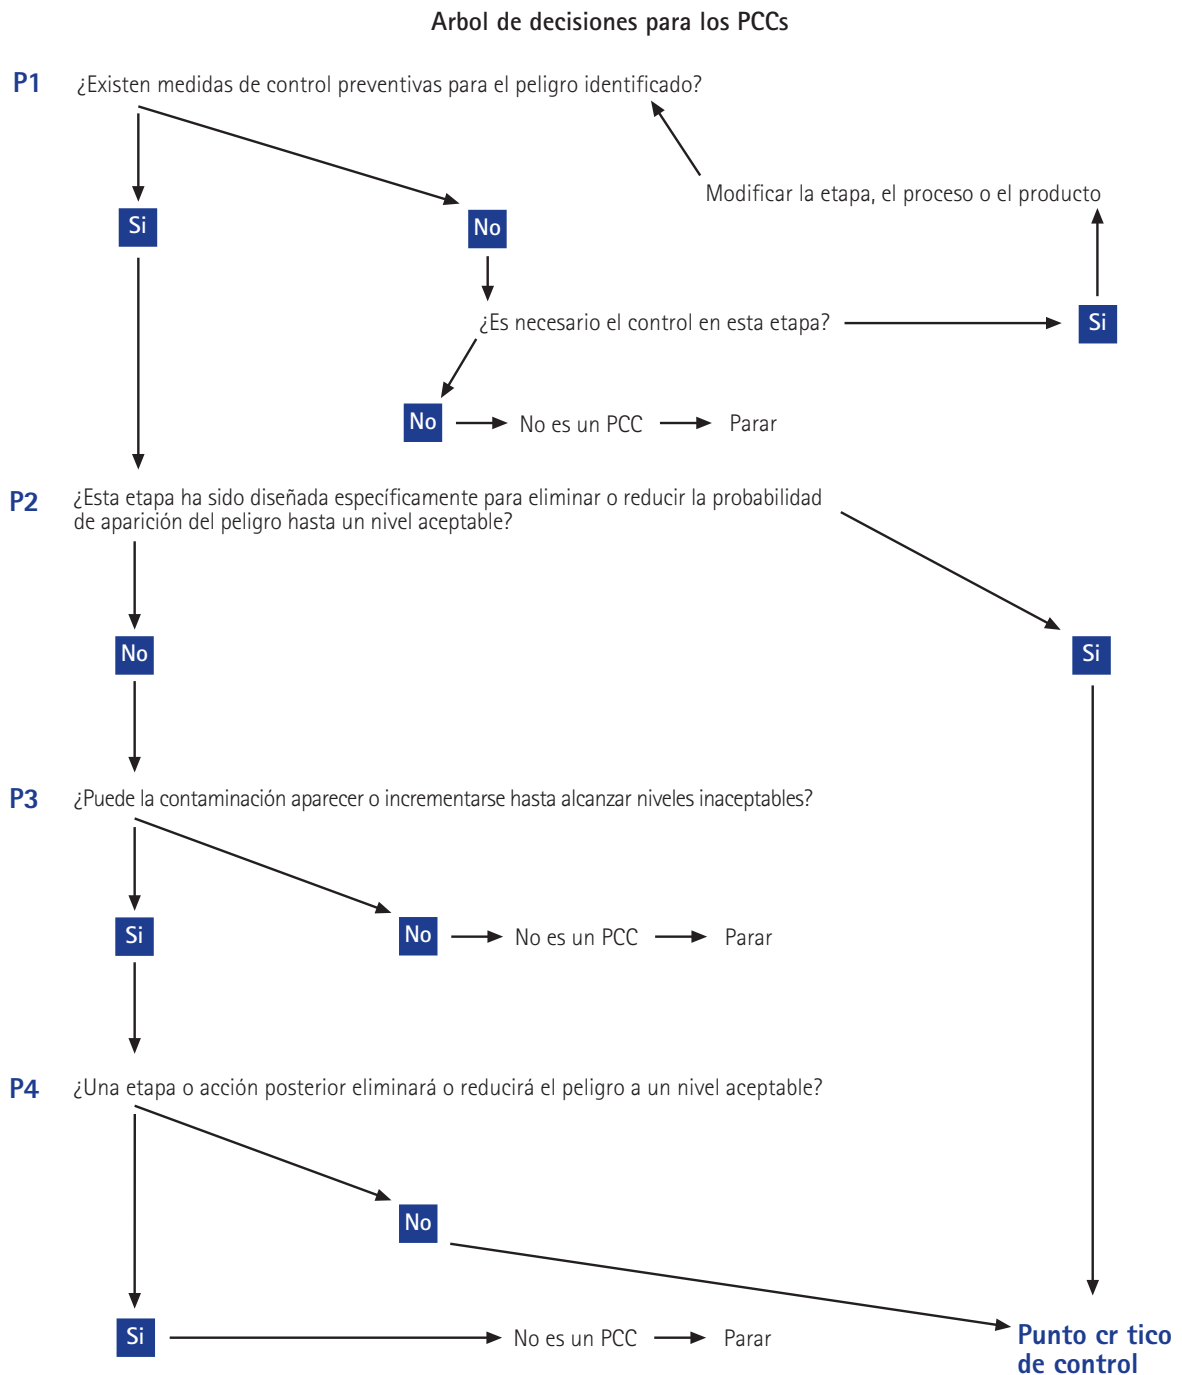 Arbol de decisiones para los PCCs
P1 ¿Existen medidas de control preventivas para el peligro identificado?
Modificar la etapa, el proceso o el producto
Si
No
¿Es necesario el control en esta etapa?
Si
No
No es un PCC
Parar
P2 ¿Esta etapa ha sido diseñada específicamente para eliminar o reducir la probabilidad
de aparición del peligro hasta un nivel aceptable?
No
Si
P3 ¿Puede la contaminación aparecer o incrementarse hasta alcanzar niveles inaceptables?
Si
No
No es un PCC
Parar
P4 ¿Una etapa o acción posterior eliminará o reducirá el peligro a un nivel aceptable?
No
Si
No es un PCC
Parar
Punto cr tico
de control